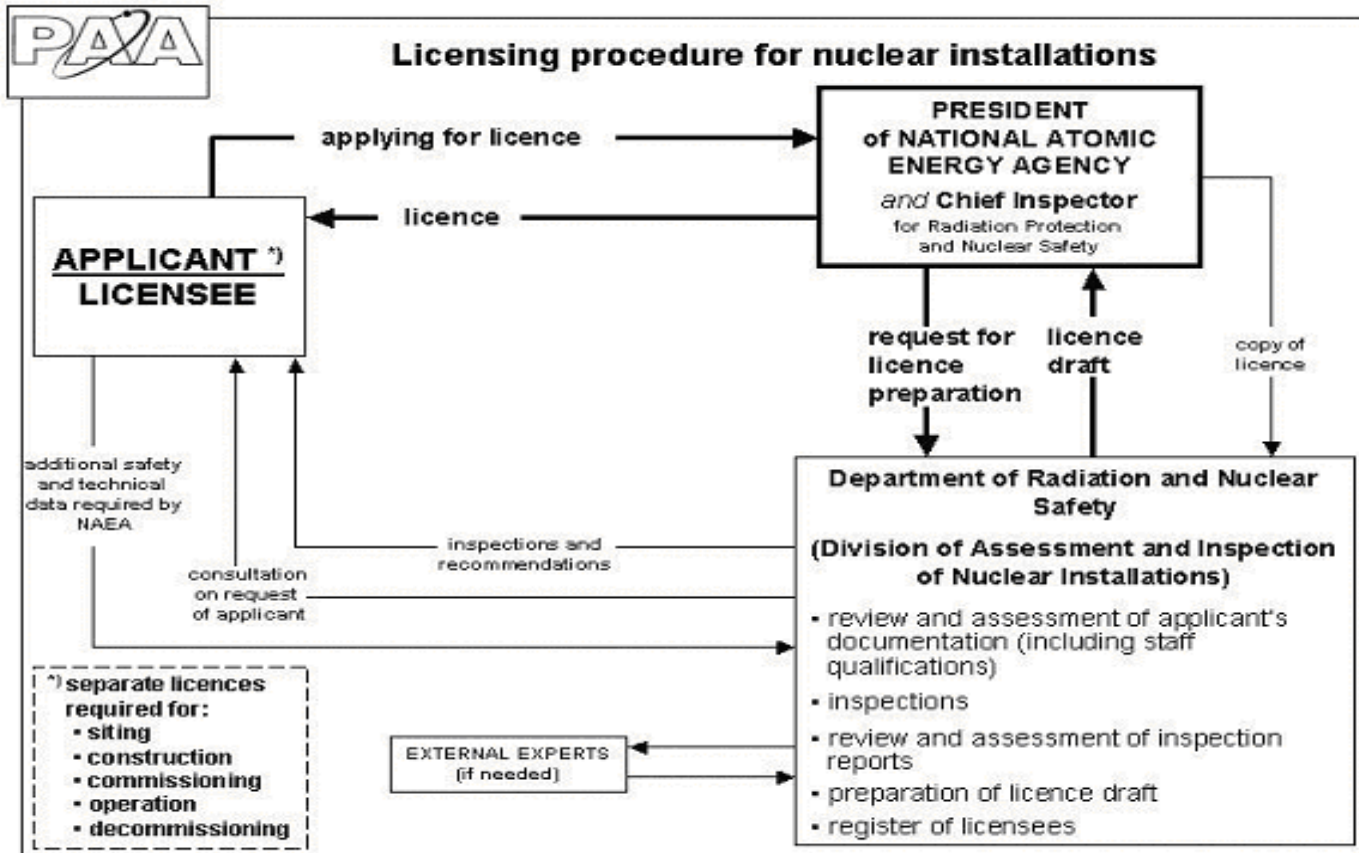 PAA
Licensing procedure for nuclear installations
PRESIDENT
of NATIONAL ATOMIC
ENERGY AGENCY
and Chief Inspector
for Radiation Protection
and Nuclear Safety
applying for licence
licence
APPLICANT *)
LICENSEE
request for
licence
preparation
licence
draft
copy of
licence
additional safety
and technical
data required by
NAEA
inspections and
recommendations
consultation
on request
of applicant
Department of Radiation and Nuclear
Safety
(Division of Assessment and Inspection
of Nuclear Installations)
▪ review and assessment of applicant's
documentation (including staff
qualifications)
▪ inspections
▪ review and assessment of inspection
reports
▪ preparation of licence draft
▪ register of licensees
EXTERNAL EXPERTS
(if needed)
*) separate licences
required for:
▪ siting
▪ construction
▪ commissioning
▪ operation
▪ decommissioning